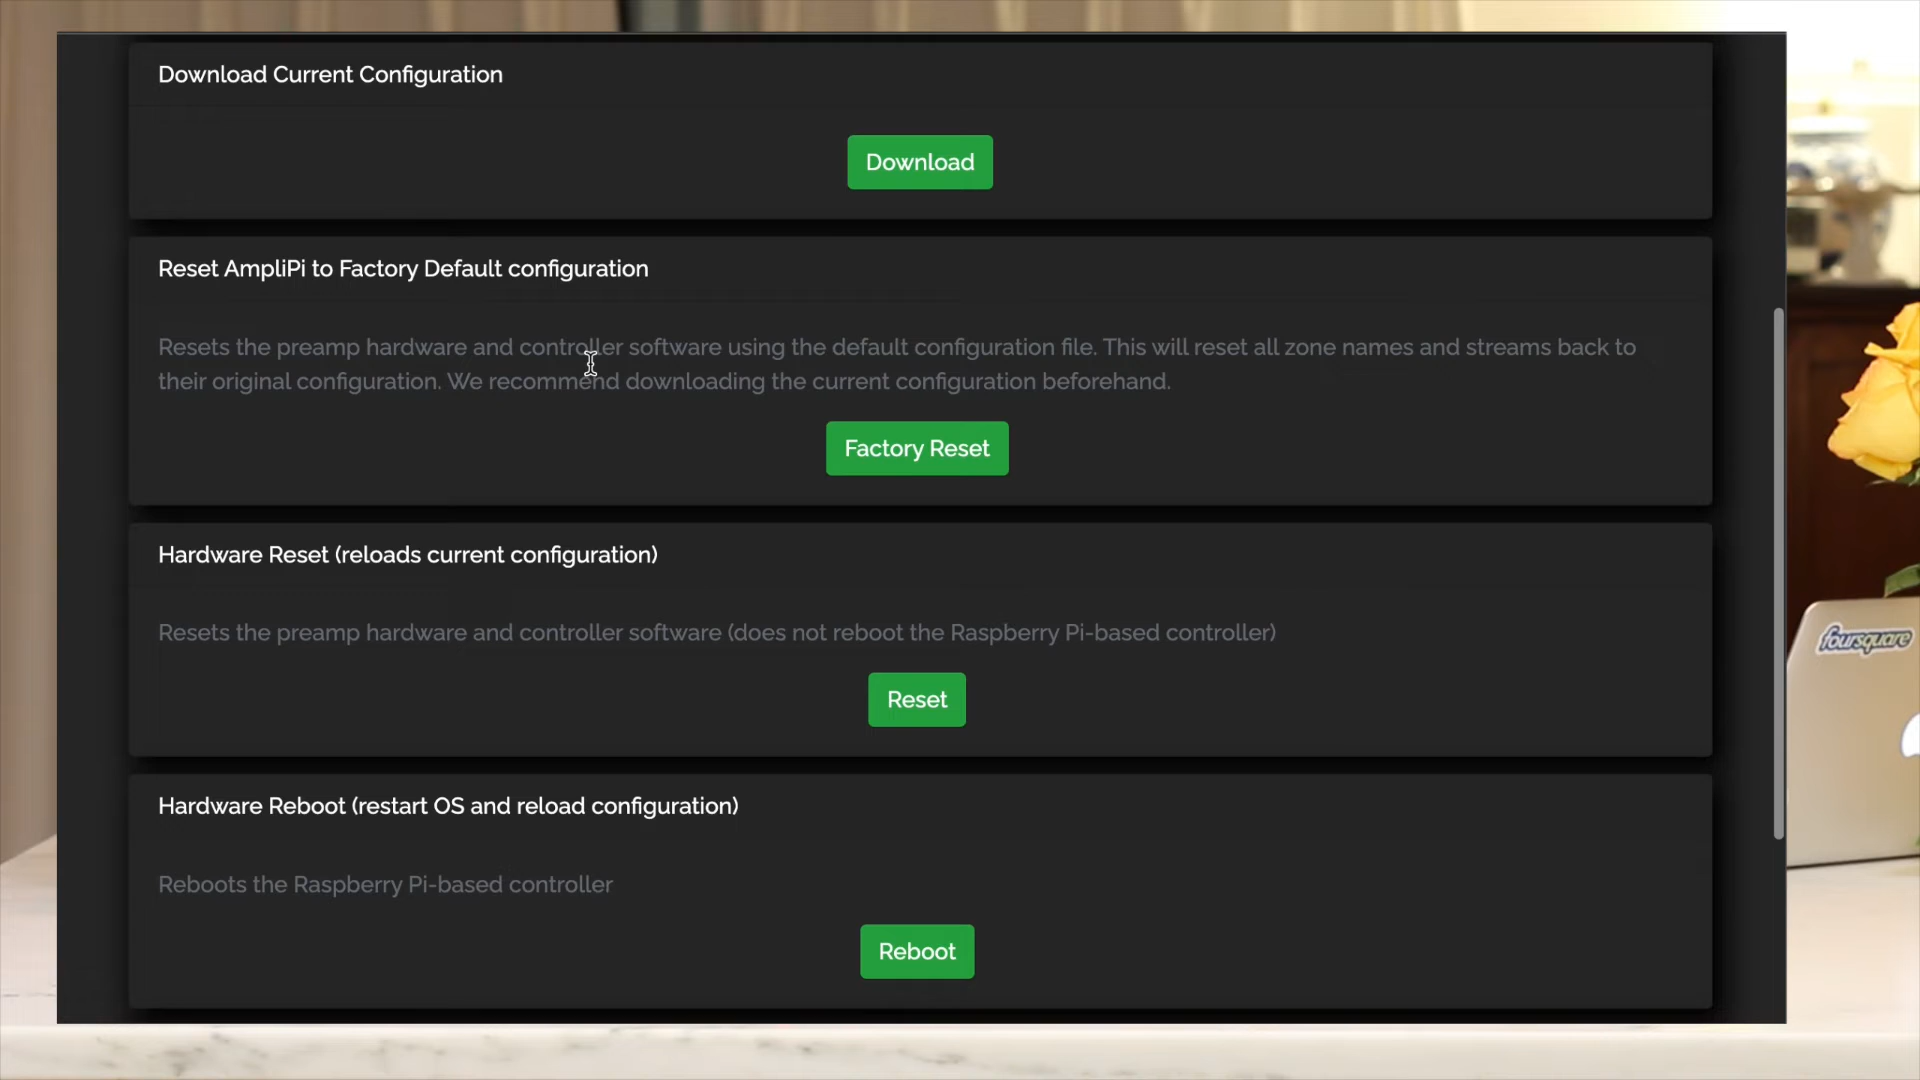 Download Current Configuration
Download
Reset AmpliPi to Factory Default configuration
Resets the preamp hardware and controller software using the default configuration file. This will reset all zone names and streams back to
their original configuration. We recommend downloading the current configuration beforehand.
Factory Reset
Hardware Reset (reloads current configuration)
Resets the preamp hardware and controller software (does not reboot the Raspberry Pi-based controller)
Reset
Hardware Reboot (restart OS and reload configuration)
Reboots the Raspberry Pi-based controller
Reboot
foursquare